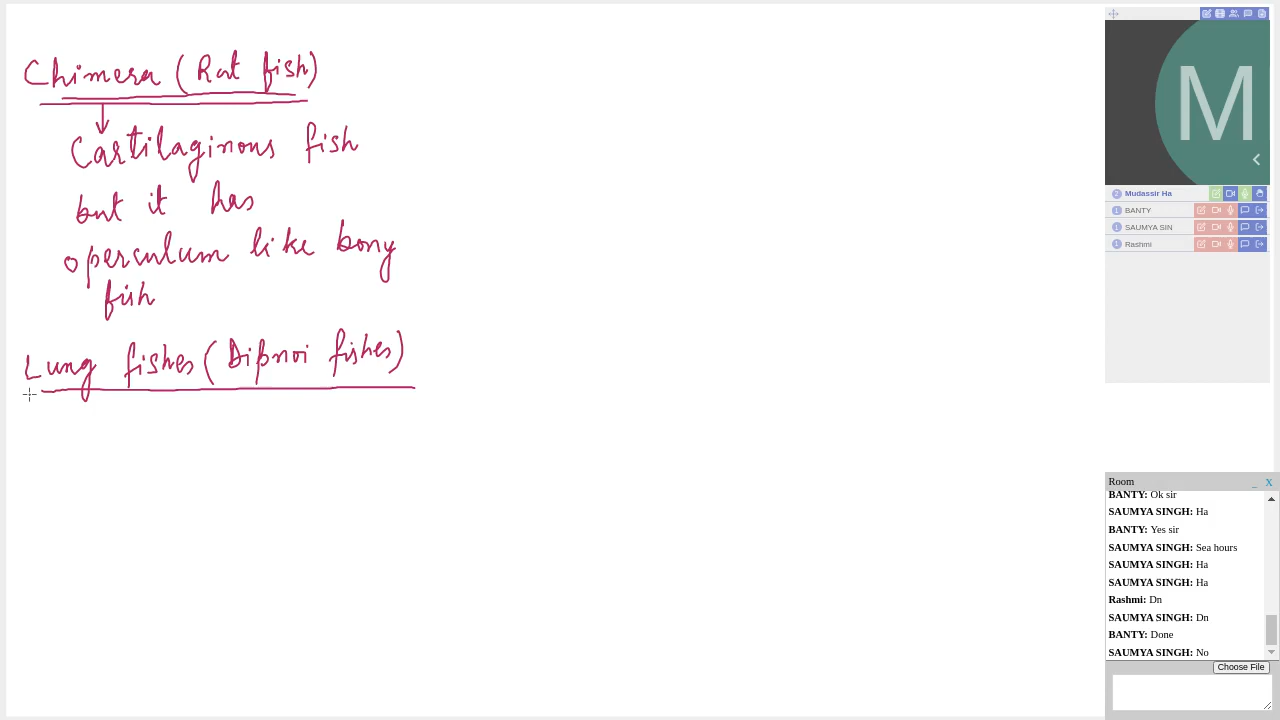 Chimera (Rat fish)
Cartilaginous fish
but it has
operculum like bony
fish
Lung fishes (Dipnoi fishes)
M
Mudassir Ha
BANTY
SAUMYA SIN
Rashmi
Room
_ X
BANTY: Ok sir
SAUMYA SINGH: Ha
BANTY: Yes sir
SAUMYA SINGH: Sea hours
SAUMYA SINGH: Ha
SAUMYA SINGH: Ha
Rashmi: Dn
SAUMYA SINGH: Dn
BANTY: Done
SAUMYA SINGH: No
Choose File